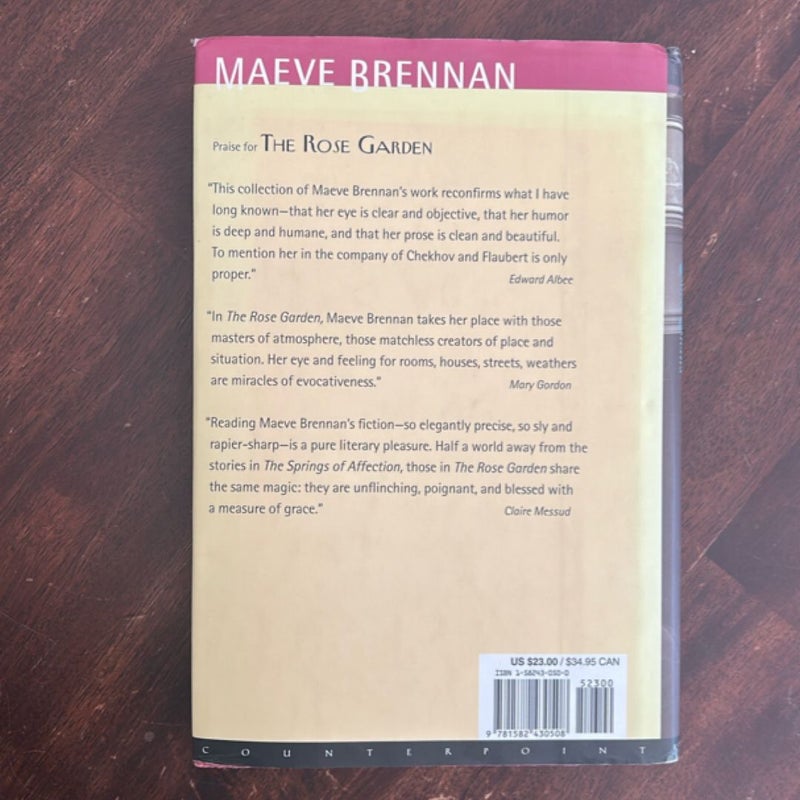 MAEVE BRENNAN
Praise for THE ROSE GARDEN
“This collection of Maeve Brennan’s work reconfirms what I have
long known—that her eye is clear and objective, that her humor
is deep and humane, and that her prose is clean and beautiful.
To mention her in the company of Chekhov and Flaubert is only
proper.”
Edward Albee
“In The Rose Garden, Maeve Brennan takes her place with those
masters of atmosphere, those matchless creators of place and
situation. Her eye and feeling for rooms, houses, streets, weathers
are miracles of evocativeness.”
Mary Gordon
“Reading Maeve Brennan’s fiction—so elegantly precise, so sly and
rapier-sharp—is a pure literary pleasure. Half a world away from the
stories in The Springs of Affection, those in The Rose Garden share
the same magic: they are unflinching, poignant, and blessed with
a measure of grace.”
Claire Messud
US $23.00 / $34.95 CAN
ISBN 1-58243-050-0
52300
9 781582 430508
COUNTERPOINT